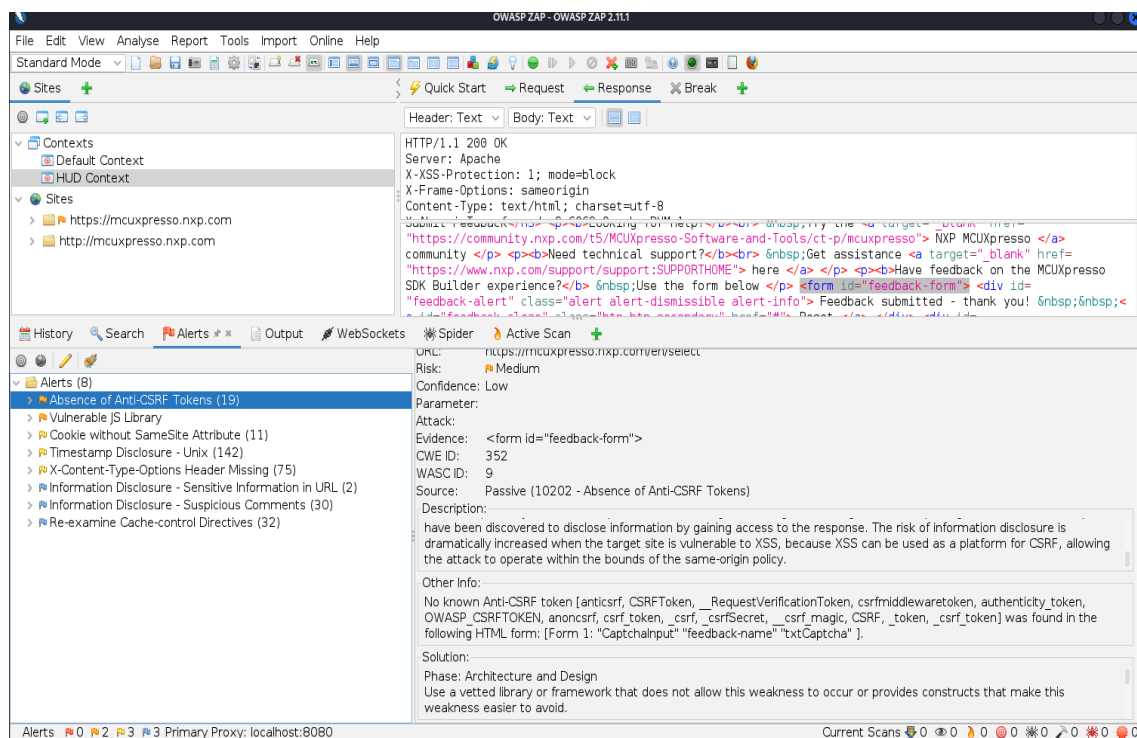 OWASP ZAP - OWASP ZAP 2.11.1
File Edit View Analyse Report Tools Import Online Help
Standard Mode
Sites
Quick Start Request Response Break
Header: Text Body: Text
Contexts
Default Context
HUD Context
Sites
https://mcuxpresso.nxp.com
http://mcuxpresso.nxp.com
HTTP/1.1 200 OK
Server: Apache
X-XSS-Protection: 1; mode=block
X-Frame-Options: sameorigin
Content-Type: text/html; charset=utf-8
"https://community.nxp.com/t5/MCUXpresso-Software-and-Tools/ct-p/mcuxpresso"> NXP MCUXpresso </a>
community </p> <p><b>Need technical support?</b><br> &nbsp;Get assistance <a target="_blank" href=
"https://www.nxp.com/support/support:SUPPORTHOME"> here </a> </p> <p><b>Have feedback on the MCUXpresso
SDK Builder experience?</b> &nbsp;Use the form below </p> <form id="feedback-form"> <div id=
"feedback-alert" class="alert alert-dismissible alert-info"> Feedback submitted - thank you! &nbsp;&nbsp;<
History Search Alerts Output WebSockets Spider Active Scan
Alerts (8)
Absence of Anti-CSRF Tokens (19)
Vulnerable JS Library
Cookie without SameSite Attribute (11)
Timestamp Disclosure - Unix (142)
X-Content-Type-Options Header Missing (75)
Information Disclosure - Sensitive Information in URL (2)
Information Disclosure - Suspicious Comments (30)
Re-examine Cache-control Directives (32)
URL: https://mcuxpresso.nxp.com/en/select
Risk: Medium
Confidence: Low
Parameter:
Attack:
Evidence: <form id="feedback-form">
CWE ID: 352
WASC ID: 9
Source: Passive (10202 - Absence of Anti-CSRF Tokens)
Description:
have been discovered to disclose information by gaining access to the response. The risk of information disclosure is
dramatically increased when the target site is vulnerable to XSS, because XSS can be used as a platform for CSRF, allowing
the attack to operate within the bounds of the same-origin policy.
Other Info:
No known Anti-CSRF token [anticsrf, CSRFToken, __RequestVerificationToken, csrfmiddlewaretoken, authenticity_token,
OWASP_CSRFTOKEN, anoncsrf, csrf_token, _csrf, _csrfSecret, __csrf_magic, CSRF, _token, _csrf_token] was found in the
following HTML form: [Form 1: "CaptchaInput" "feedback-name" "txtCaptcha" ].
Solution:
Phase: Architecture and Design
Use a vetted library or framework that does not allow this weakness to occur or provides constructs that make this
weakness easier to avoid.
Alerts 0 2 3 3 Primary Proxy: localhost:8080 Current Scans 0 0 0 0 0 0 0 0